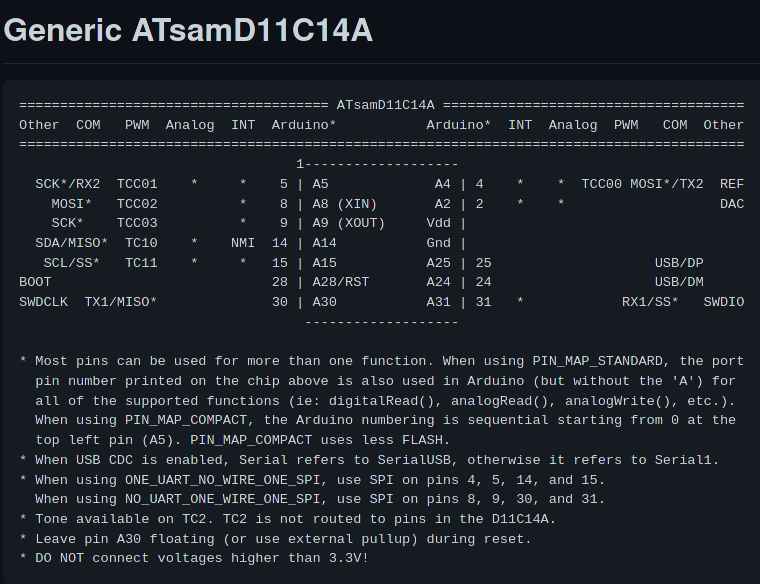 Generic ATsamD11C14A
====================================== ATsamD11C14A =====================================
Other  COM   PWM  Analog  INT  Arduino*           Arduino*  INT  Analog  PWM   COM  Other
=========================================================================================
                                  1-------------------
  SCK*/RX2  TCC01    *     *    5 | A5             A4 | 4    *    *  TCC00 MOSI*/TX2  REF
    MOSI*   TCC02          *    8 | A8 (XIN)       A2 | 2    *    *                   DAC
    SCK*    TCC03          *    9 | A9 (XOUT)     Vdd |
  SDA/MISO*  TC10    *    NMI  14 | A14           Gnd |
   SCL/SS*   TC11    *     *   15 | A15           A25 | 25                    USB/DP
BOOT                           28 | A28/RST       A24 | 24                    USB/DM
SWDCLK  TX1/MISO*              30 | A30           A31 | 31   *            RX1/SS*   SWDIO
                                   -------------------
* Most pins can be used for more than one function. When using PIN_MAP_STANDARD, the port
  pin number printed on the chip above is also used in Arduino (but without the 'A') for
  all of the supported functions (ie: digitalRead(), analogRead(), analogWrite(), etc.).
  When using PIN_MAP_COMPACT, the Arduino numbering is sequential starting from 0 at the
  top left pin (A5). PIN_MAP_COMPACT uses less FLASH.
* When USB CDC is enabled, Serial refers to SerialUSB, otherwise it refers to Serial1.
* When using ONE_UART_NO_WIRE_ONE_SPI, use SPI on pins 4, 5, 14, and 15.
  When using NO_UART_ONE_WIRE_ONE_SPI, use SPI on pins 8, 9, 30, and 31.
* Tone available on TC2. TC2 is not routed to pins in the D11C14A.
* Leave pin A30 floating (or use external pullup) during reset.
* DO NOT connect voltages higher than 3.3V!